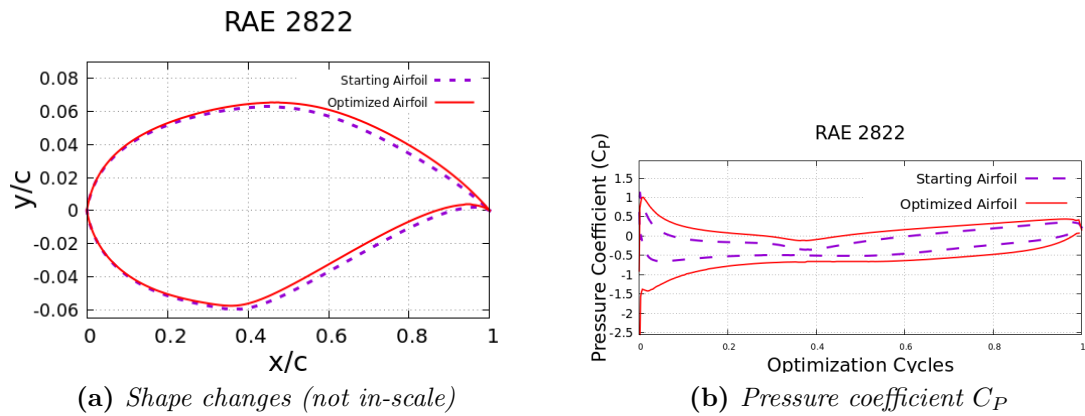 RAE 2822
0.08
0.06
0.04
0.02
0
-0.02
-0.04
-0.06
y/c
Starting Airfoil
Optimized Airfoil
0 0.2 0.4 0.6 0.8 1
x/c
(a) Shape changes (not in-scale)
RAE 2822
Pressure Coefficient (CP)
1.5
1
0.5
0
-0.5
-1
-1.5
-2
-2.5
Starting Airfoil
Optimized Airfoil
0 0.2 0.4 0.6 0.8 1
Optimization Cycles
(b) Pressure coefficient CP